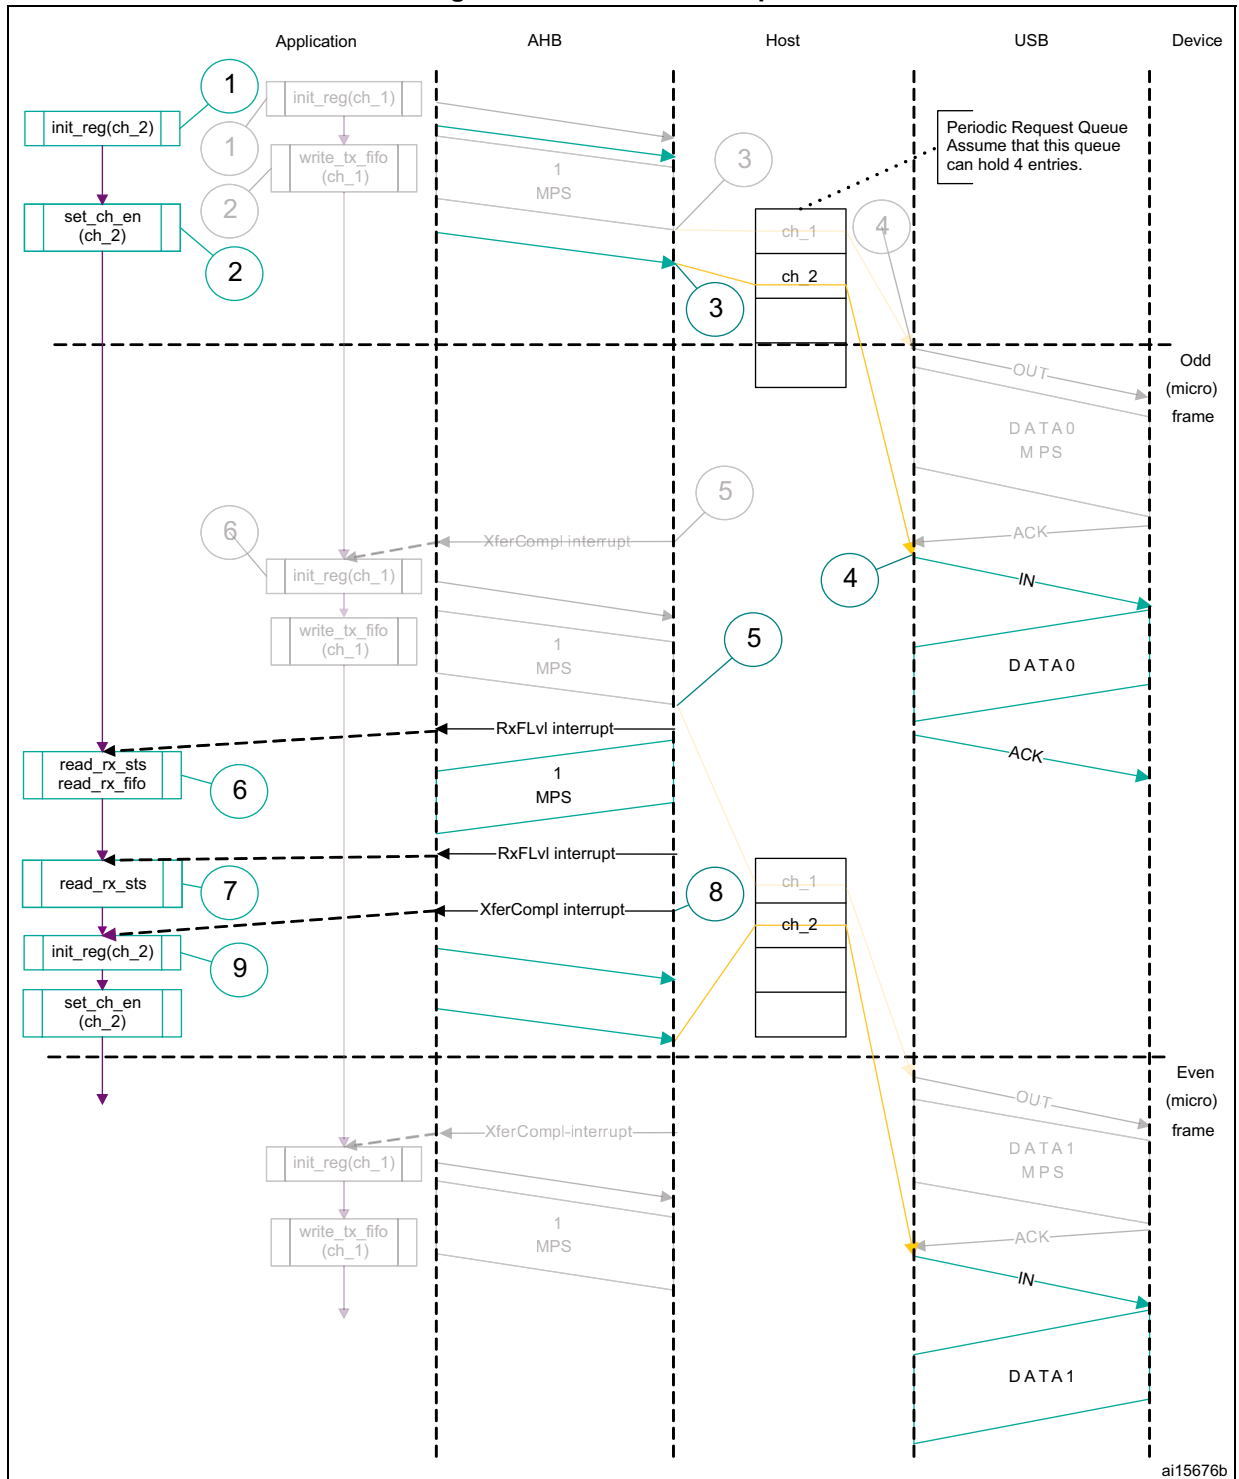 Application
AHB
Host
USB
Device
1
init_reg(ch_1)
init_reg(ch_2)
Periodic Request Queue
Assume that this queue
can hold 4 entries.
1
write_tx_fifo
(ch_1)
1
MPS
3
2
set_ch_en
(ch_2)
ch_1
4
2
ch_2
3
Odd
(micro)
frame
OUT
DATA0
MPS
5
6
XferCompl interrupt
ACK
init_reg(ch_1)
4
IN
write_tx_fifo
(ch_1)
1
MPS
5
DATA0
RxFLvl interrupt
ACK
read_rx_sts
read_rx_fifo
6
1
MPS
RxFLvl interrupt
read_rx_sts
7
8
ch_1
XferCompl interrupt
ch_2
init_reg(ch_2)
9
set_ch_en
(ch_2)
Even
(micro)
frame
OUT
XferCompl-interrupt
init_reg(ch_1)
DATA1
MPS
write_tx_fifo
(ch_1)
1
MPS
ACK
IN
DATA1
ai15676b